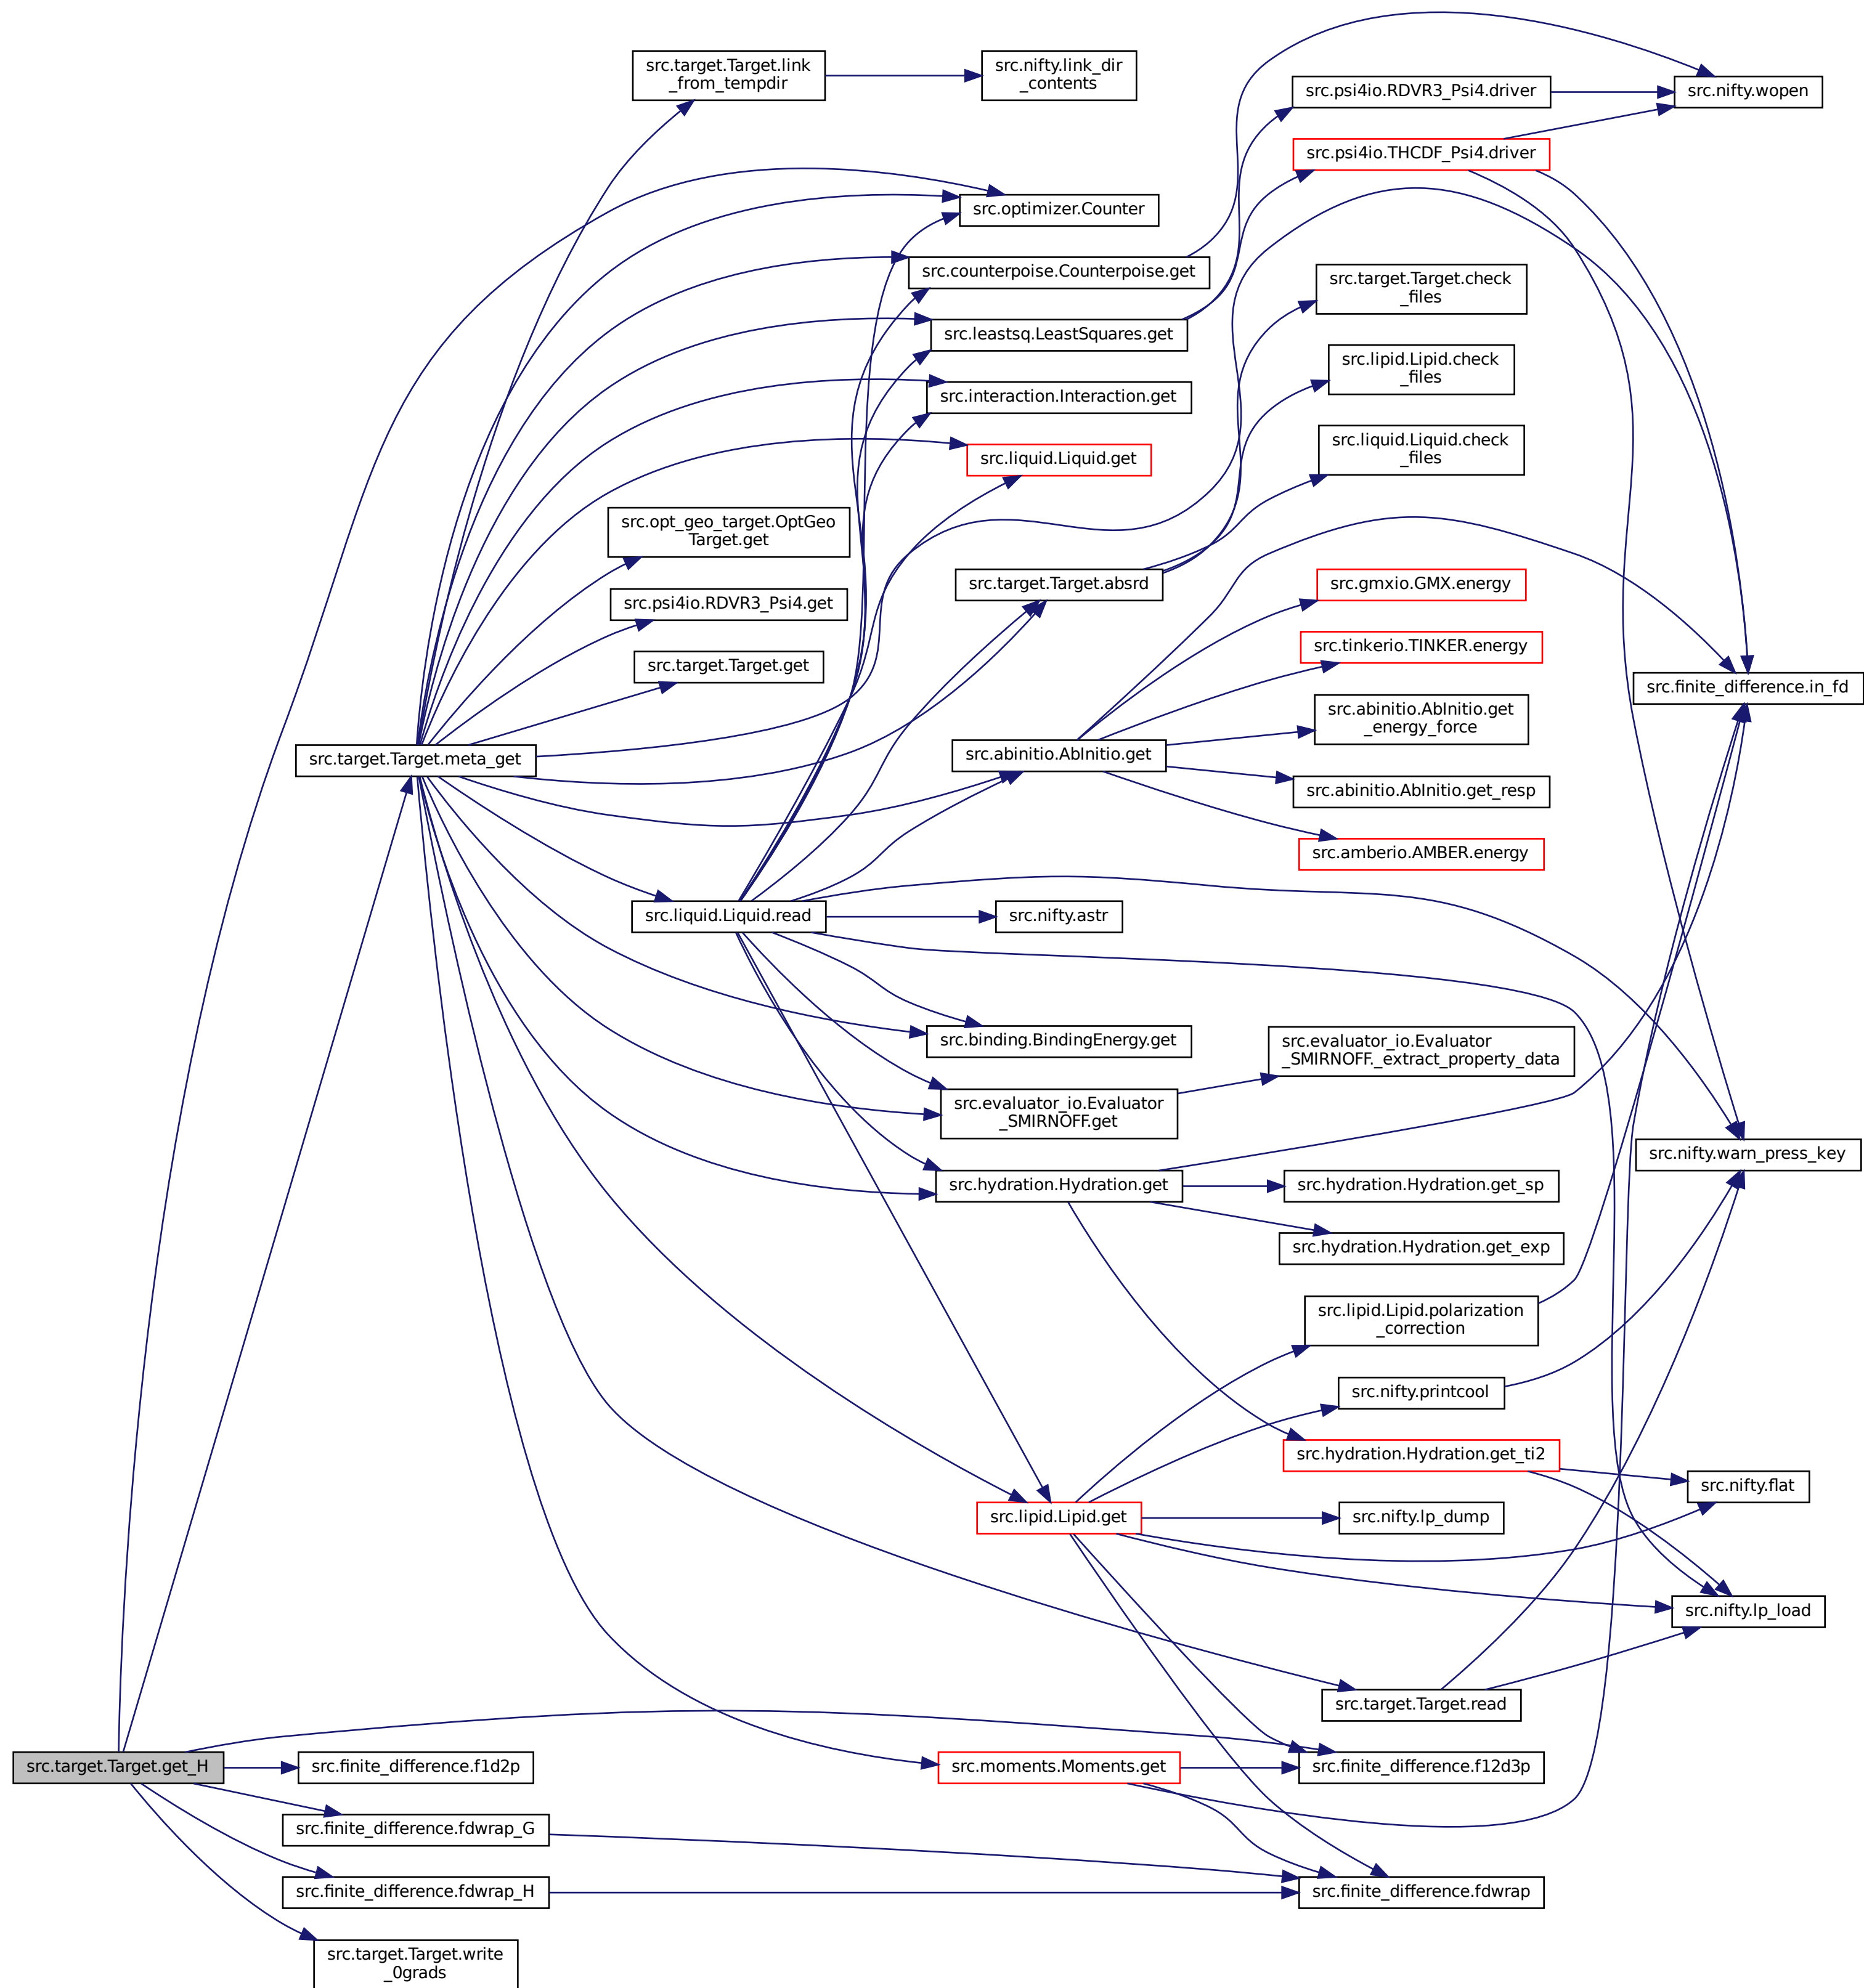 src.target.Target.link
_from_tempdir
src.nifty.link_dir
_contents
src.psi4io.RDVR3_Psi4.driver
src.nifty.wopen
src.psi4io.THCDF_Psi4.driver
src.optimizer.Counter
src.counterpoise.Counterpoise.get
src.target.Target.check
_files
src.leastsq.LeastSquares.get
src.lipid.Lipid.check
_files
src.interaction.Interaction.get
src.liquid.Liquid.get
src.liquid.Liquid.check
_files
src.opt_geo_target.OptGeo
Target.get
src.psi4io.RDVR3_Psi4.get
src.target.Target.absrd
src.gmxio.GMX.energy
src.target.Target.get
src.tinkerio.TINKER.energy
src.finite_difference.in_fd
src.abinitio.AbInitio.get
_energy_force
src.target.Target.meta_get
src.abinitio.AbInitio.get
src.abinitio.AbInitio.get_resp
src.amberio.AMBER.energy
src.liquid.Liquid.read
src.nifty.astr
src.binding.BindingEnergy.get
src.evaluator_io.Evaluator
_SMIRNOFF._extract_property_data
src.evaluator_io.Evaluator
_SMIRNOFF.get
src.nifty.warn_press_key
src.hydration.Hydration.get
src.hydration.Hydration.get_sp
src.hydration.Hydration.get_exp
src.lipid.Lipid.polarization
_correction
src.nifty.printcool
src.hydration.Hydration.get_ti2
src.nifty.flat
src.lipid.Lipid.get
src.nifty.lp_dump
src.nifty.lp_load
src.target.Target.read
src.target.Target.get_H
src.finite_difference.f1d2p
src.moments.Moments.get
src.finite_difference.f12d3p
src.finite_difference.fdwrap_G
src.finite_difference.fdwrap_H
src.finite_difference.fdwrap
src.target.Target.write
_0grads